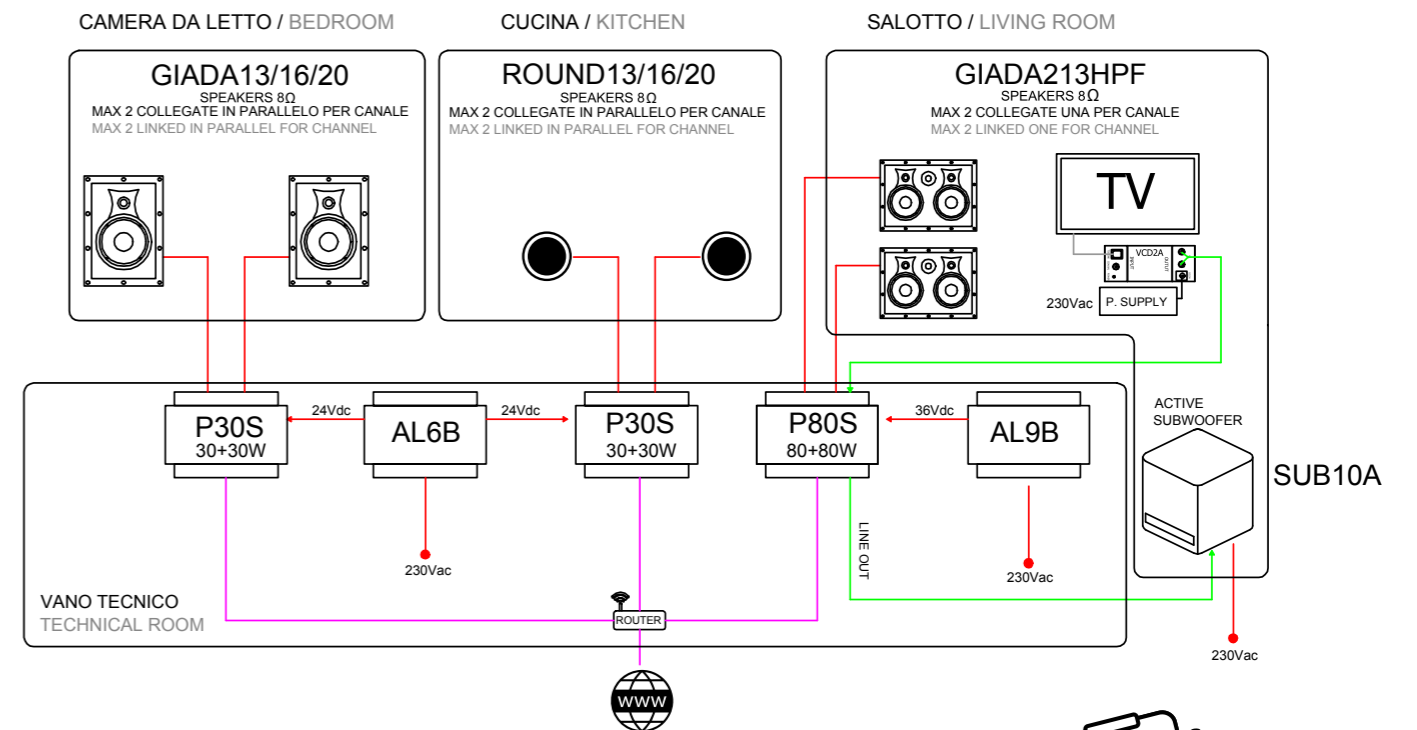 CAMERA DA LETTO / BEDROOM
CUCINA / KITCHEN
SALOTTO / LIVING ROOM
GIADA13/16/20
SPEAKERS 8Ω
MAX 2 COLLEGATE IN PARALLELO PER CANALE
MAX 2 LINKED IN PARALLEL FOR CHANNEL
ROUND13/16/20
SPEAKERS 8Ω
MAX 2 COLLEGATE IN PARALLELO PER CANALE
MAX 2 LINKED IN PARALLEL FOR CHANNEL
GIADA213HPF
SPEAKERS 8Ω
MAX 2 COLLEGATE UNA PER CANALE
MAX 2 LINKED ONE FOR CHANNEL
TV
VCD2A
INPUT
OUTPUT
230Vac
P. SUPPLY
P30S
30+30W
24Vdc
AL6B
24Vdc
P30S
30+30W
P80S
80+80W
36Vdc
AL9B
ACTIVE
SUBWOOFER
SUB10A
230Vac
LINE OUT
230Vac
VANO TECNICO
TECHNICAL ROOM
ROUTER
230Vac
www